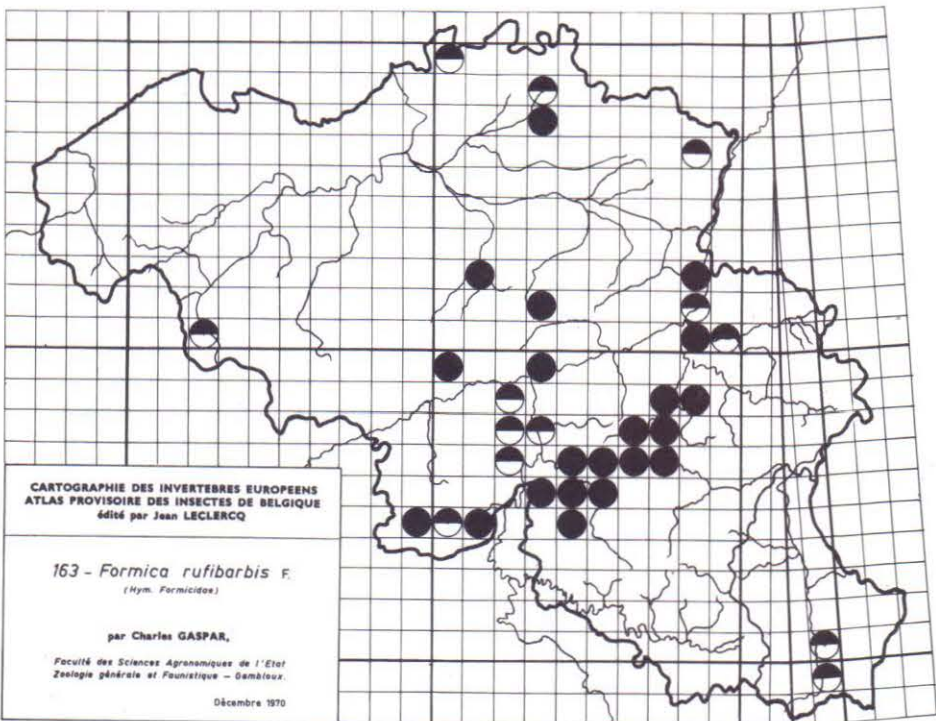 CARTOGRAPHIE DES INVERTEBRES EUROPEENS
ATLAS PROVISOIRE DES INSECTES DE BELGIQUE
édité par Jean LECLERCQ
163 - Formica rufibarbis F.
(Hym. Formicidae)
par Charles GASPAR,
Faculté des Sciences Agronomiques de l'Etat
Zoologie générale et Faunistique - Gembloux.
Décembre 1970